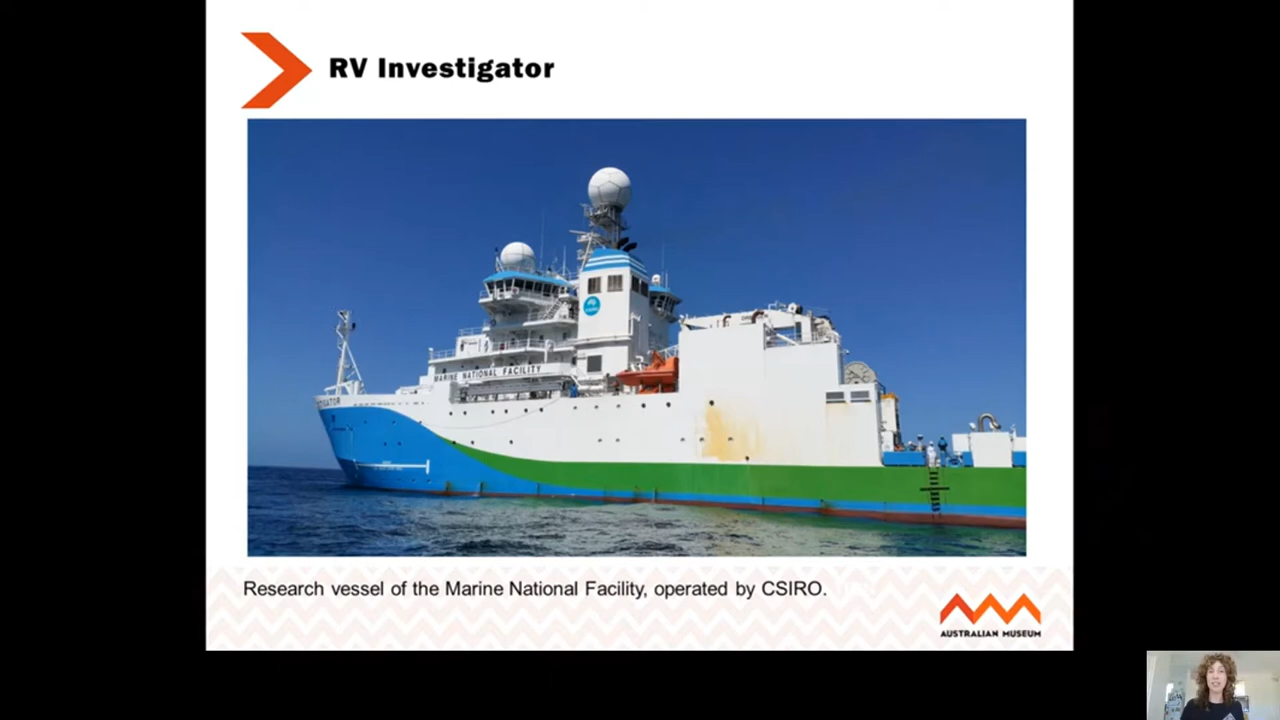 RV Investigator
MARINE NATIONAL FACILITY
Research vessel of the Marine National Facility, operated by CSIRO.
AUSTRALIAN MUSEUM